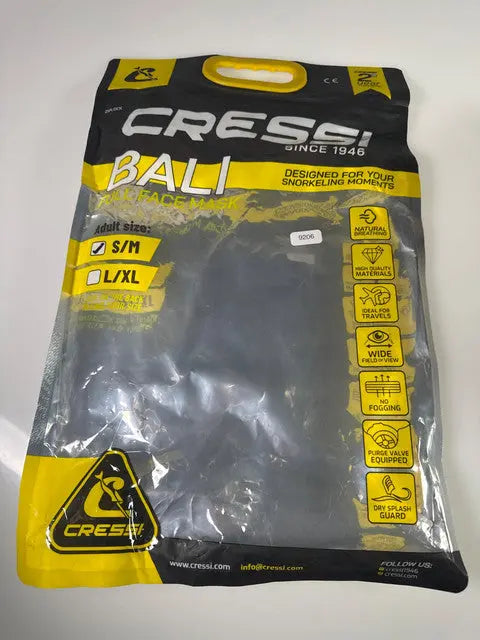 CE
2
CRESSI
SINCE 1946
BALI
FULL FACE MASK
DESIGNED FOR YOUR
SNORKELING MOMENTS
Adult size:
S/M
L/XL
9206
NATURAL
BREATHING
HIGH QUALITY
MATERIALS
IDEAL FOR
TRAVELS
WIDE
FIELD OF VIEW
NO
FOGGING
PURGE VALVE
EQUIPPED
DRY SPLASH
GUARD
CRESSI
www.cressi.com
info@cressi.com
FOLLOW US:
cressi1946
cressi.com